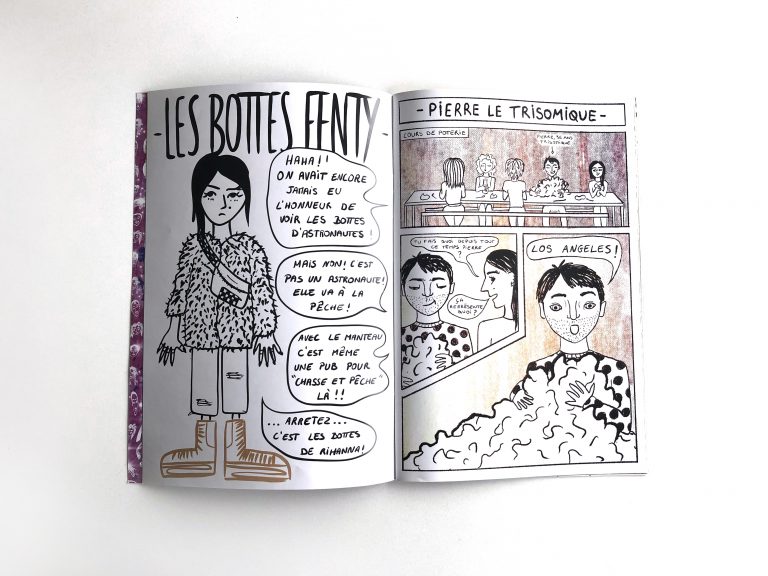 -LES BOTTES FENTY-
HAHA!!
ON AVAIT ENCORE
JAMAIS EU
L'HONNEUR DE
VOIR LES BOTTES
D'ASTRONAUTES !
MAIS NON! C'EST
PAS UN ASTRONAUTE!
ELLE VA À LA
PÊCHE !
AVEC LE MANTEAU
C'EST MÊME
UNE PUB POUR
"CHASSE ET PÊCHE"
LÀ !!
... ARRETEZ...
C'EST LES BOTTES
DE RIHANNA!
- PIERRE LE TRISOMIQUE -
COURS DE POTERIE
PIERRE, 30 ANS
TRISOMIQUE
TU FAIS QUOI DEPUIS TOUT
CE TEMPS PIERRE
?
ÇA
REPRÉSENTE
QUOI ?
LOS ANGELES !